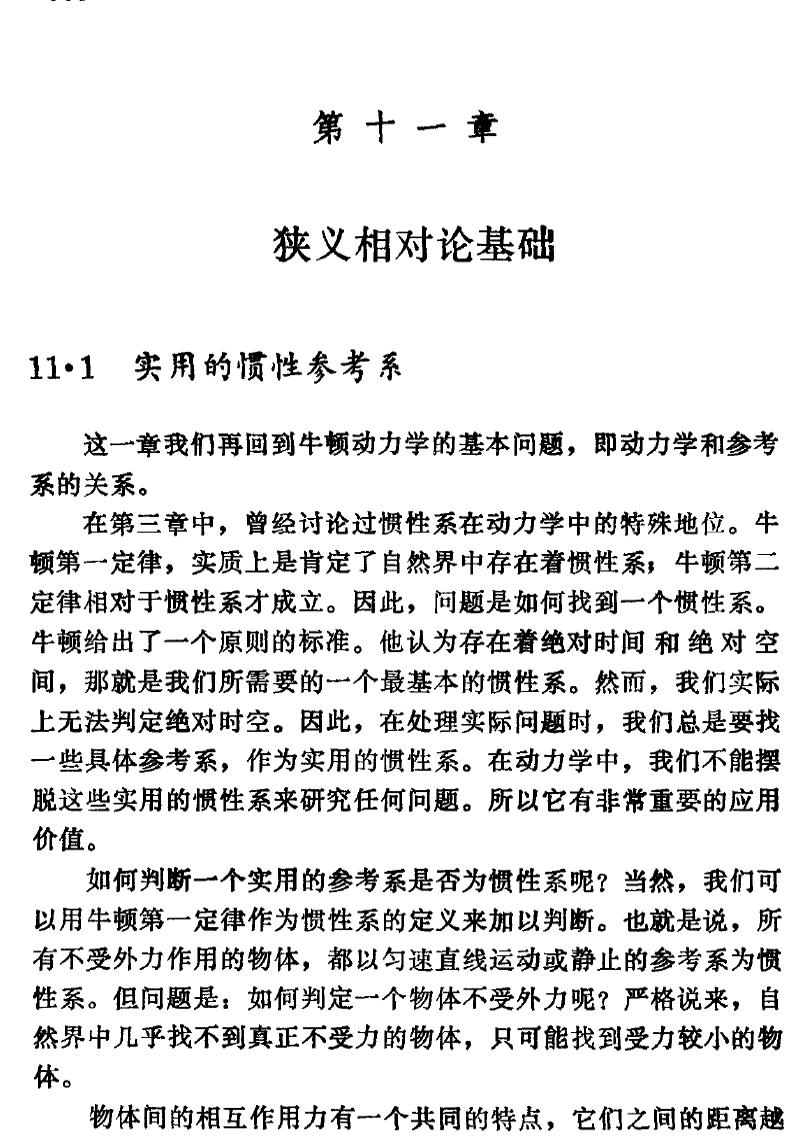 第十一章
狭义相对论基础
11·1 实用的惯性参考系
这一章我们再回到牛顿动力学的基本问题，即动力学和参考
系的关系。
在第三章中，曾经讨论过惯性系在动力学中的特殊地位。牛
顿第一定律，实质上是肯定了自然界中存在着惯性系；牛顿第二
定律相对于惯性系才成立。因此，问题是如何找到一个惯性系。
牛顿给出了一个原则的标准。他认为存在着绝对时间和绝对空
间，那就是我们所需要的一个最基本的惯性系。然而，我们实际
上无法判定绝对时空。因此，在处理实际问题时，我们总是要找
一些具体参考系，作为实用的惯性系。在动力学中，我们不能摆
脱这些实用的惯性系来研究任何问题。所以它有非常重要的应用
价值。
如何判断一个实用的参考系是否为惯性系呢？当然，我们可
以用牛顿第一定律作为惯性系的定义来加以判断。也就是说，所
有不受外力作用的物体，都以匀速直线运动或静止的参考系为惯
性系。但问题是：如何判定一个物体不受外力呢？严格说来，自
然界中几乎找不到真正不受力的物体，只可能找到受力较小的物
体。
物体间的相互作用力有一个共同的特点，它们之间的距离越